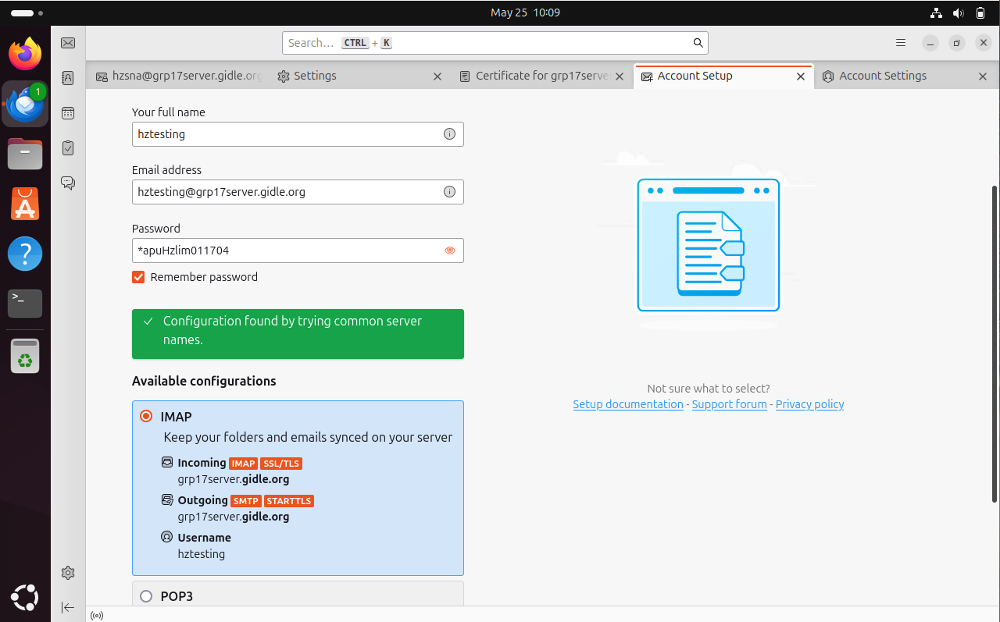 May 25 10:09
Search… CTRL + K
1
hzsna@grp17server.gidle.org
Settings
Certificate for grp17serve
Account Setup
Account Settings
Your full name
hztesting
Email address
hztesting@grp17server.gidle.org
Password
*apuHzlim011704
Remember password
Configuration found by trying common server
names.
Available configurations
IMAP
Keep your folders and emails synced on your server
Incoming IMAP SSL/TLS
grp17server.gidle.org
Outgoing SMTP STARTTLS
grp17server.gidle.org
Username
hztesting
POP3
Not sure what to select?
Setup documentation - Support forum - Privacy policy